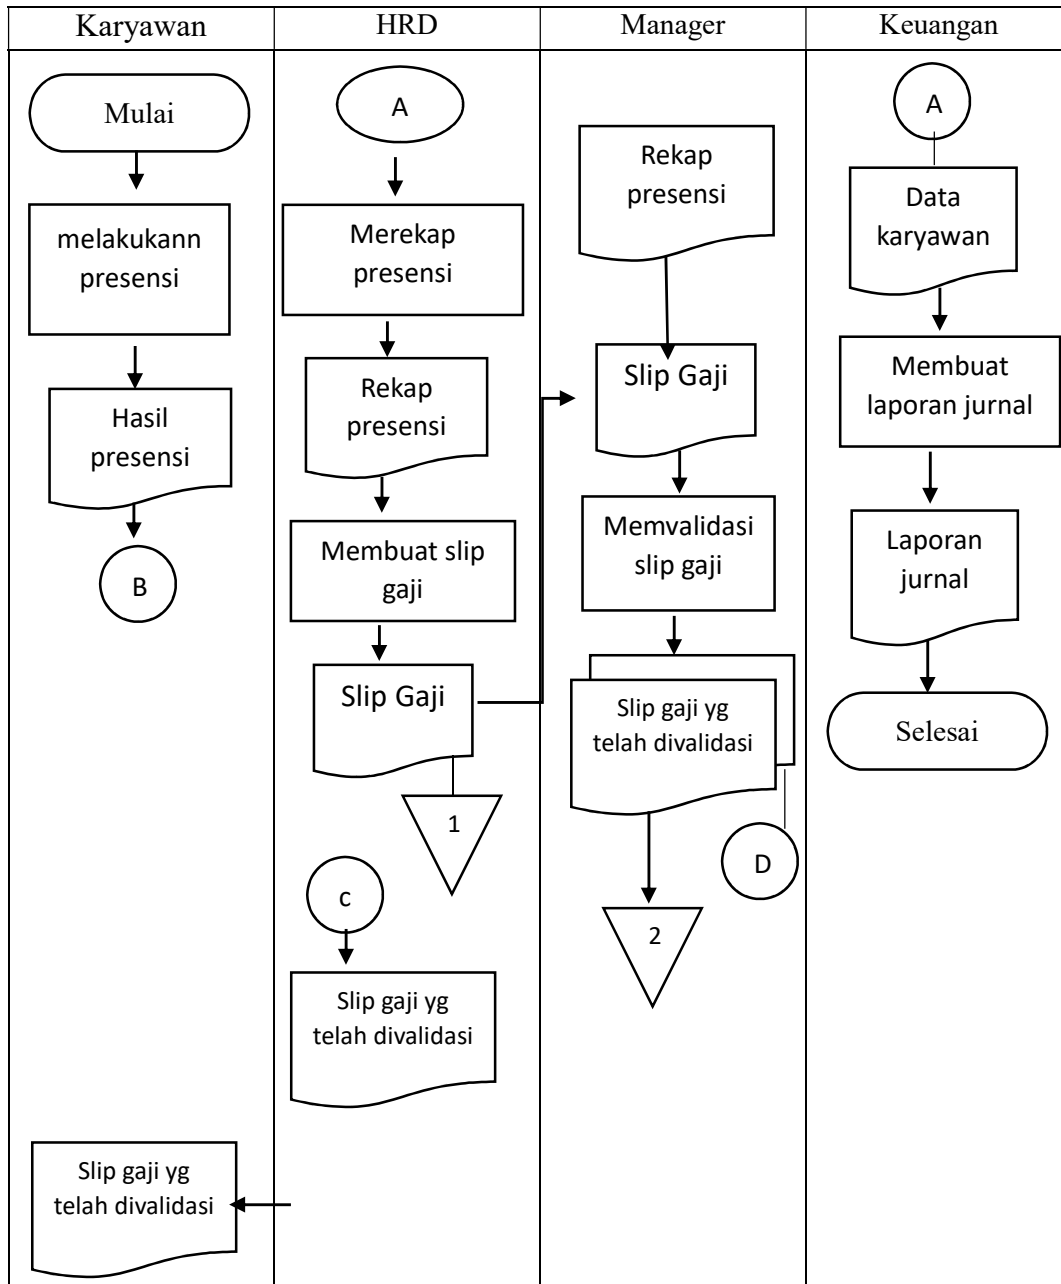 Karyawan
HRD
Manager
Keuangan
Mulai
melakukann
presensi
Hasil
presensi
B
Slip gaji yg
telah divalidasi
A
Merekap
presensi
Rekap
presensi
Membuat slip
gaji
Slip Gaji
1
c
Slip gaji yg
telah divalidasi
Rekap
presensi
Slip Gaji
Memvalidasi
slip gaji
Slip gaji yg
telah divalidasi
D
2
A
Data
karyawan
Membuat
laporan jurnal
Laporan
jurnal
Selesai